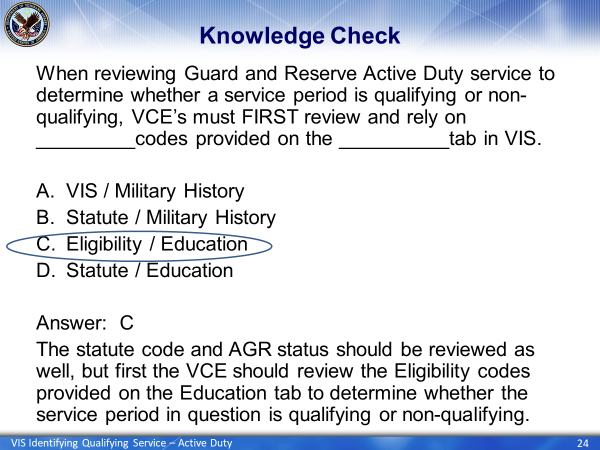 Knowledge Check
When reviewing Guard and Reserve Active Duty service to
determine whether a service period is qualifying or non-
qualifying, VCE’s must FIRST review and rely on
_________codes provided on the __________tab in VIS.
A. VIS / Military History
B. Statute / Military History
C. Eligibility / Education
D. Statute / Education
Answer: C
The statute code and AGR status should be reviewed as
well, but first the VCE should review the Eligibility codes
provided on the Education tab to determine whether the
service period in question is qualifying or non-qualifying.
VIS Identifying Qualifying Service – Active Duty
24